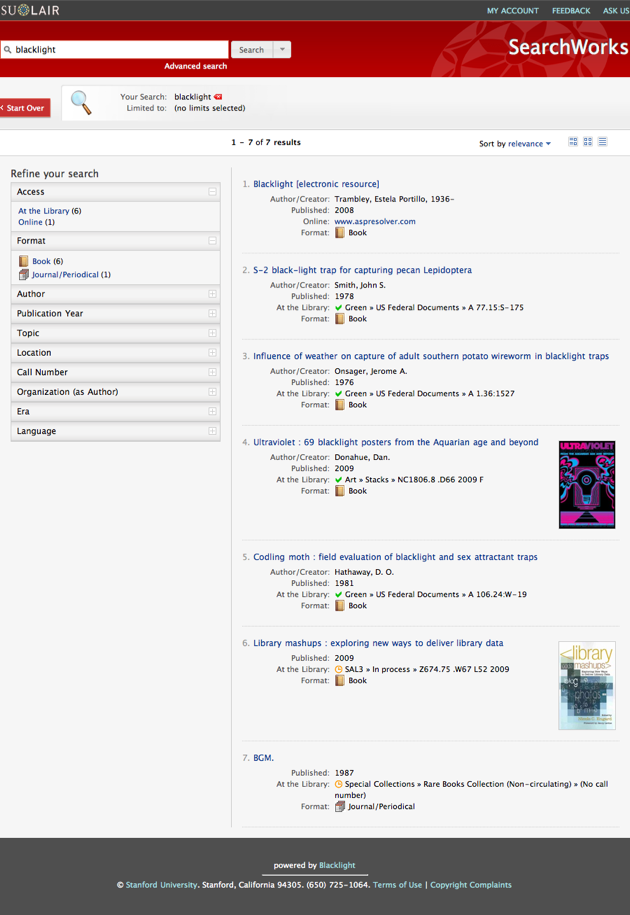 SU LAIR
MY ACCOUNT FEEDBACK ASK US
blacklight Search
SearchWorks
Advanced search
< Start Over
Your Search: blacklight
Limited to: (no limits selected)
1 – 7 of 7 results
Sort by relevance
Refine your search
Access
At the Library (6)
Online (1)
Format
Book (6)
Journal/Periodical (1)
Author
Publication Year
Topic
Location
Call Number
Organization (as Author)
Era
Language
1. Blacklight [electronic resource]
Author/Creator: Trambley, Estela Portillo, 1936-
Published: 2008
Online: www.aspresolver.com
Format: Book
2. S-2 black-light trap for capturing pecan Lepidoptera
Author/Creator: Smith, John S.
Published: 1978
At the Library: Green » US Federal Documents » A 77.15:S-175
Format: Book
3. Influence of weather on capture of adult southern potato wireworm in blacklight traps
Author/Creator: Onsager, Jerome A.
Published: 1976
At the Library: Green » US Federal Documents » A 1.36:1527
Format: Book
4. Ultraviolet : 69 blacklight posters from the Aquarian age and beyond
Author/Creator: Donahue, Dan.
Published: 2009
At the Library: Art » Stacks » NC1806.8 .D66 2009 F
Format: Book
ULTRAVIOLET
5. Codling moth : field evaluation of blacklight and sex attractant traps
Author/Creator: Hathaway, D. O.
Published: 1981
At the Library: Green » US Federal Documents » A 106.24:W-19
Format: Book
6. Library mashups : exploring new ways to deliver library data
Published: 2009
At the Library: SAL3 » In process » Z674.75 .W67 L52 2009
Format: Book
<library
mashups>
blog
photos
7. BGM.
Published: 1987
At the Library: Special Collections » Rare Books Collection (Non-circulating) » (No call
number)
Format: Journal/Periodical
powered by Blacklight
© Stanford University. Stanford, California 94305. (650) 725-1064. Terms of Use | Copyright Complaints